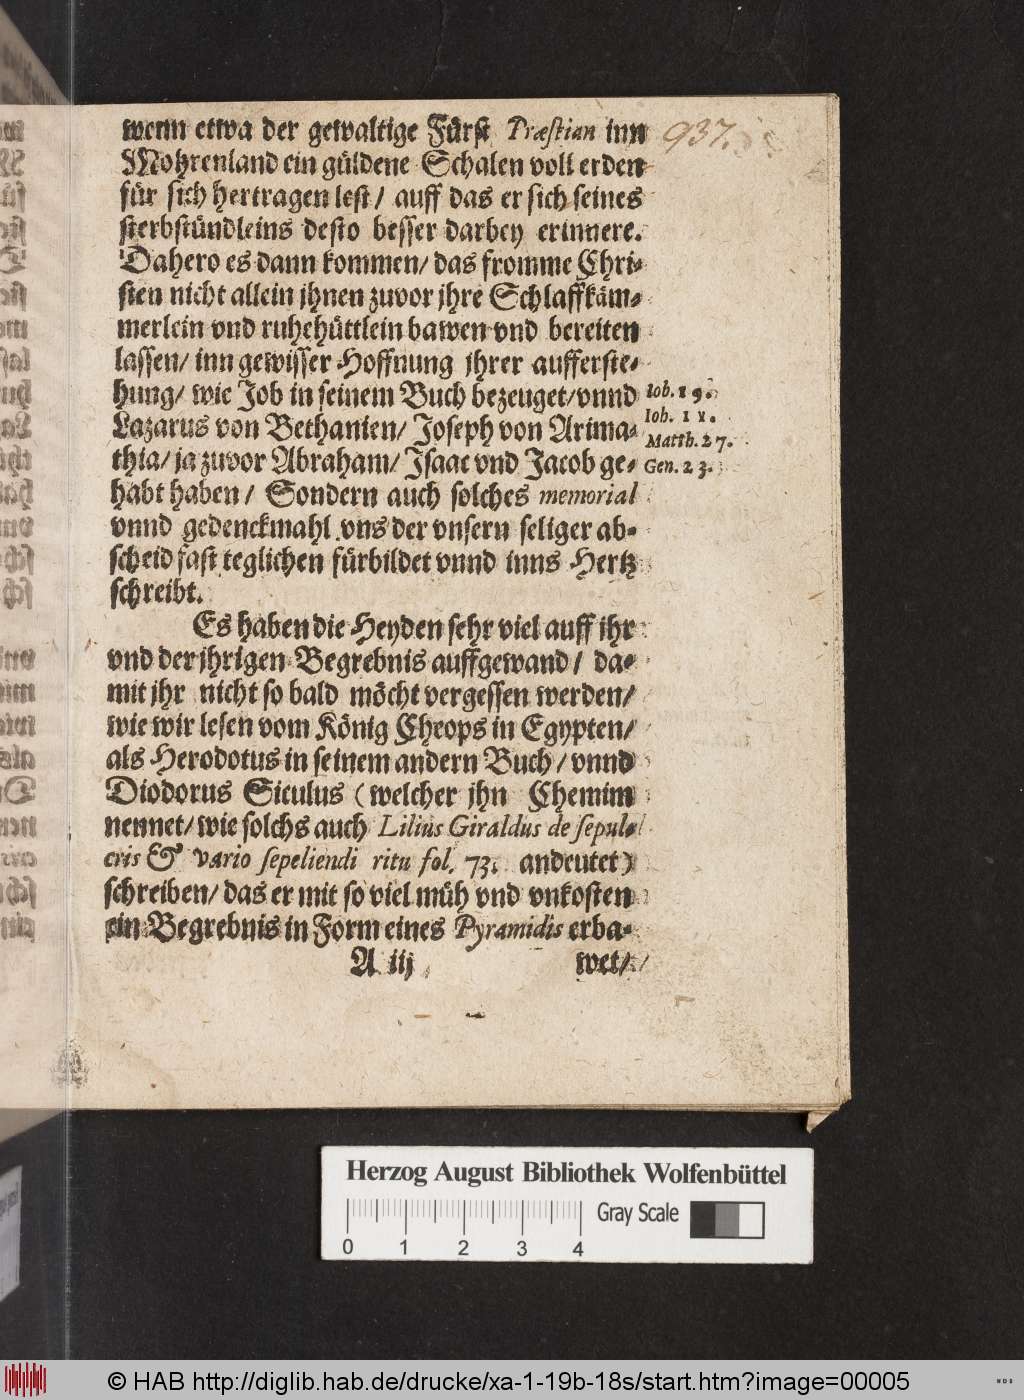 wenn etwa der gewaltige Fürst Præstian inn
Mohrenland ein güldene Schalen voll erden
für sich hertragen lest/ auff das er sich seines
sterbstündleins desto besser darbey erinnere.
Dahero es dann kommen/ das fromme Chri-
sten nicht allein jhnen zuvor jhre Schlaffkäm-
merlein vnd ruhehüttlein bawen vnd bereiten
lassen/ inn gewisser Hoffnung jhrer aufferste-
hung/ wie Job in seinem Buch bezeuget/ vnnd
Lazarus von Bethanien/ Joseph von Arima-
thia/ ja zuvor Abraham/ Isaac vnd Jacob ge-
habt haben/ Sondern auch solches memorial
vnnd gedenckmahl vns der vnsern seliger ab-
scheid fast teglichen fürbildet vnnd inns Hertz
schreibt.
Iob. 19.
Ioh. 11.
Matth. 27.
Gen. 23.
Es haben die Heyden sehr viel auff jhr
vnd der jhrigen Begrebnis auffgewand/ da-
mit jhr nicht so bald möcht vergessen werden/
wie wir lesen vom König Cheops in Egypten/
als Herodotus in seinem andern Buch/ vnnd
Diodorus Siculus (welcher jhn Chemim
nennet/ wie solchs auch Lilius Giraldus de sepul-
cris & vario sepeliendi ritu fol. 73. andeutet)
schreiben/ das er mit so viel müh vnd vnkosten
ein Begrebnis in Form eines Pyramidis erba-
A iij
wet/
937.
Herzog August Bibliothek Wolfenbüttel
Gray Scale
0 1 2 3 4
© HAB http://diglib.hab.de/drucke/xa-1-19b-18s/start.htm?image=00005